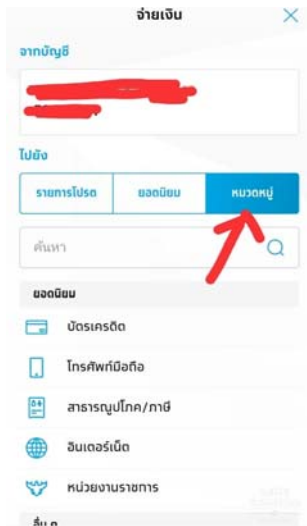 จ่ายเงิน
จากบัญชี
ไปยัง
รายการโปรด ยอดนิยม หมวดหมู่
ค้นหา
ยอดนิยม
บัตรเครดิต
โทรศัพท์มือถือ
สาธารณูปโภค/ภาษี
อินเตอร์เน็ต
หน่วยงานราชการ
อื่น ๆ